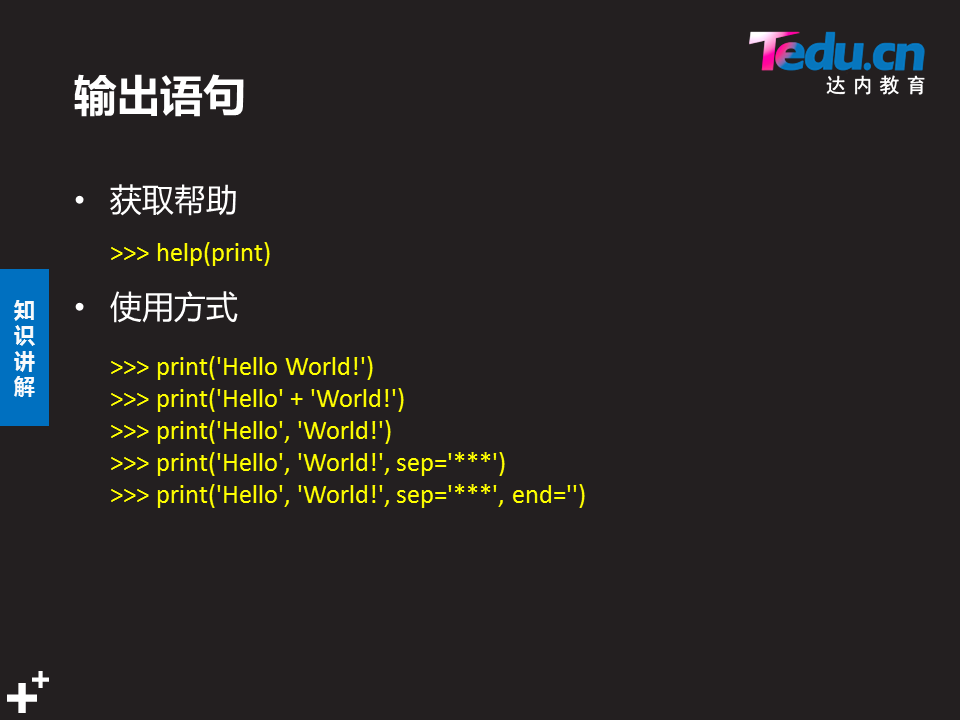 Tedu.cn
达内教育
输出语句
• 获取帮助
>>> help(print)
• 使用方式
>>> print('Hello World!')
>>> print('Hello' + 'World!')
>>> print('Hello', 'World!')
>>> print('Hello', 'World!', sep='***')
>>> print('Hello', 'World!', sep='***', end='')
知识讲解